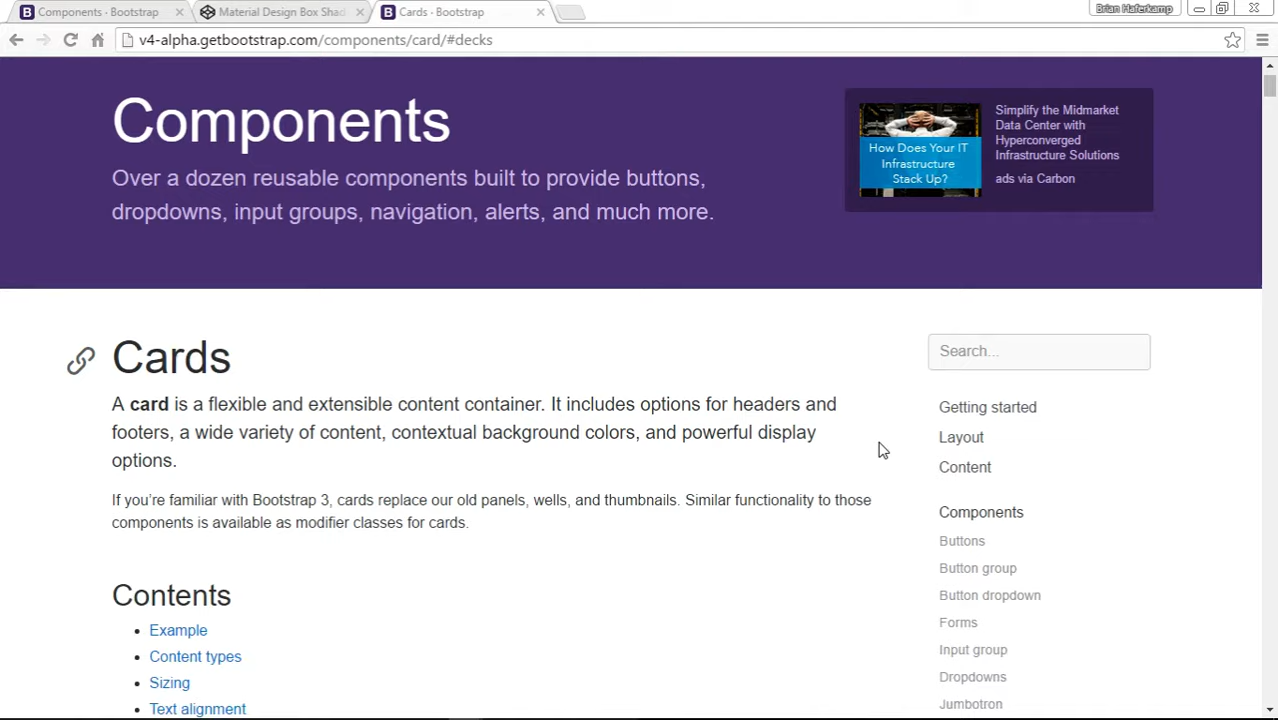 Components · Bootstrap
Material Design Box Shad
Cards · Bootstrap
Brian Haferkamp
v4-alpha.getbootstrap.com/components/card/#decks
Components
Over a dozen reusable components built to provide buttons,
dropdowns, input groups, navigation, alerts, and much more.
How Does Your IT
Infrastructure
Stack Up?
Simplify the Midmarket
Data Center with
Hyperconverged
Infrastructure Solutions
ads via Carbon
Cards
A card is a flexible and extensible content container. It includes options for headers and
footers, a wide variety of content, contextual background colors, and powerful display
options.
If you're familiar with Bootstrap 3, cards replace our old panels, wells, and thumbnails. Similar functionality to those
components is available as modifier classes for cards.
Contents
Example
Content types
Sizing
Text alignment
Search...
Getting started
Layout
Content
Components
Buttons
Button group
Button dropdown
Forms
Input group
Dropdowns
Jumbotron